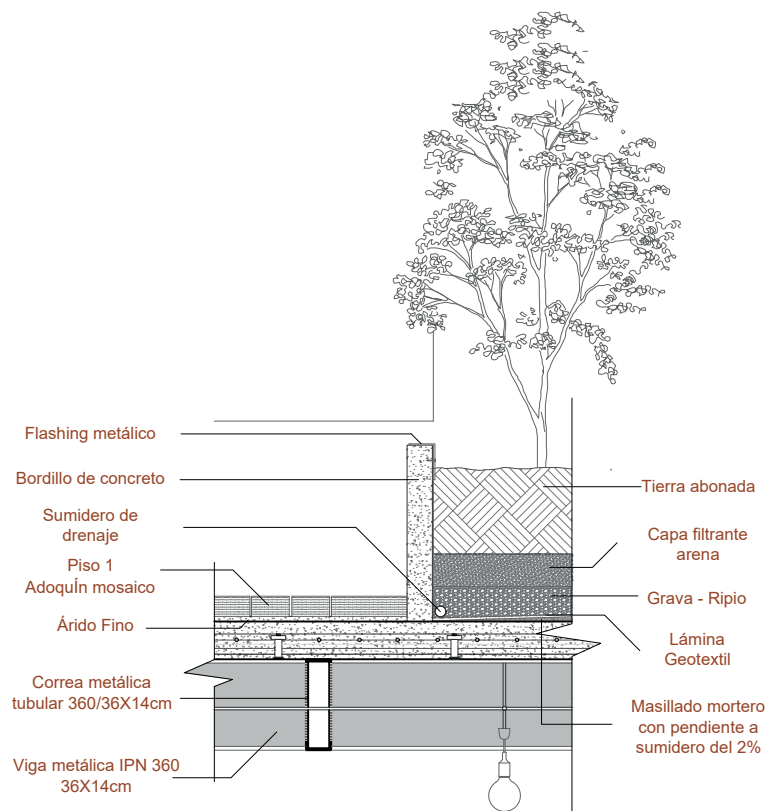 Flashing metálico
Bordillo de concreto
Sumidero de
drenaje
Piso 1
AdoquÍn mosaico
Árido Fino
Correa metálica
tubular 360/36X14cm
Viga metálica IPN 360
36X14cm
Tierra abonada
Capa filtrante
arena
Grava - Ripio
Lámina
Geotextil
Masillado mortero
con pendiente a
sumidero del 2%